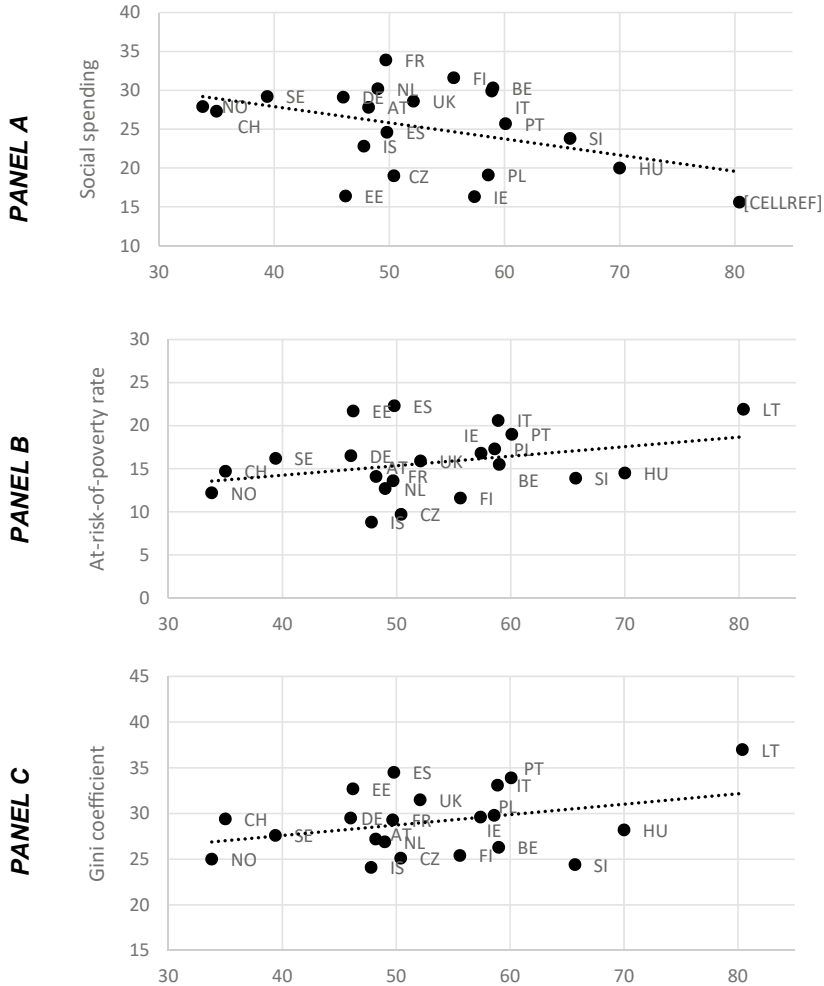 PANEL A
Social spending
40
35
30
25
20
15
10
FR
FI
BE
NL
SE
DE
IT
NO
AT
UK
CH
PT
ES
SI
IS
HU
CZ
PL
EE
IE
[CELLREF]
30 40 50 60 70 80
PANEL B
At-risk-of-poverty rate
30
25
20
15
10
5
0
EE
ES
IT
LT
IE
PT
SE
DE
UK
PL
CH
AT
FR
BE
SI
HU
NO
NL
FI
IS
CZ
30 40 50 60 70 80
PANEL C
Gini coefficient
45
40
35
30
25
20
15
LT
ES
PT
EE
IT
UK
PL
CH
DE
FR
SE
AT
IE
HU
NL
BE
NO
CZ
FI
IS
SI
30 40 50 60 70 80